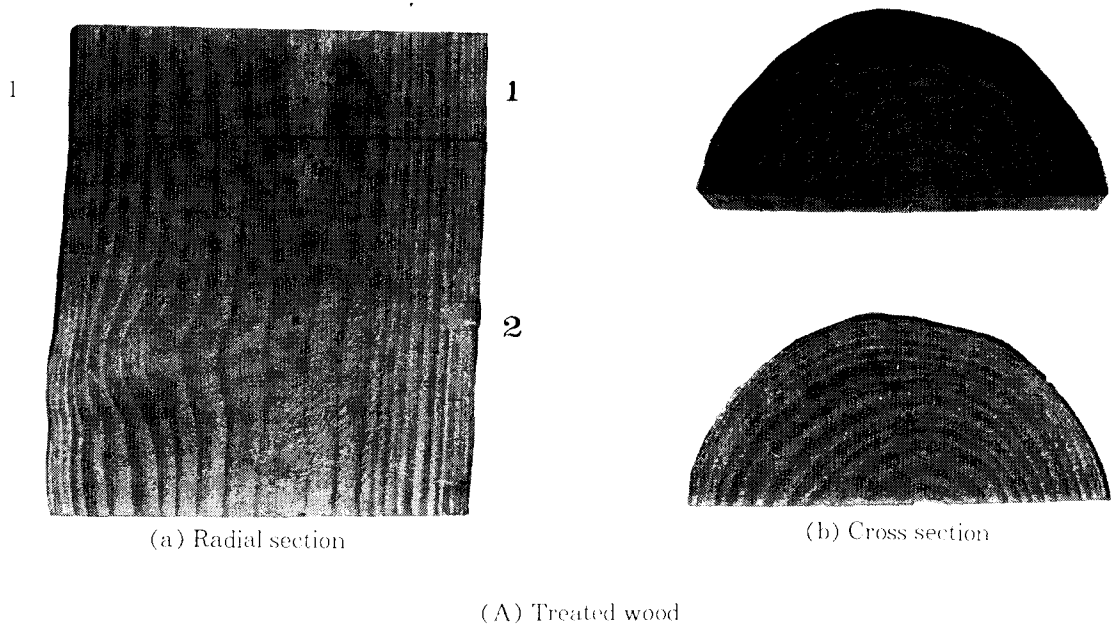 1
1
2
(a) Radial section
(b) Cross section
(A) Treated wood